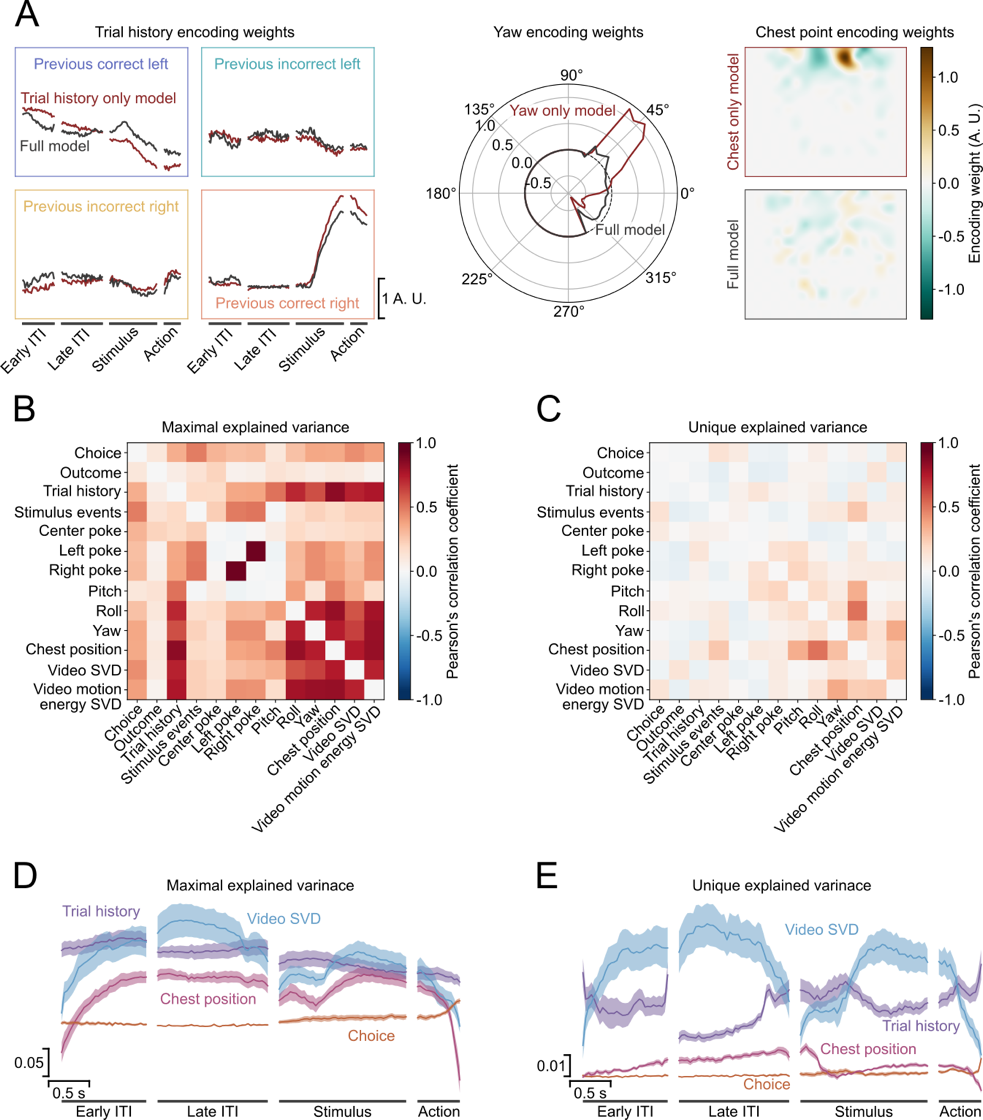 A
Trial history encoding weights
Previous correct left
Previous incorrect left
Trial history only model
Full model
Previous incorrect right
Previous correct right
1 A. U.
Early ITI
Late ITI
Stimulus
Action
Early ITI
Late ITI
Stimulus
Action
Yaw encoding weights
90°
135°
45°
Yaw only model
1.0
0.5
0.0
-0.5
180°
0°
Full model
225°
315°
270°
Chest point encoding weights
Chest only model
Full model
1.0
0.5
0.0
-0.5
-1.0
Encoding weight (A. U.)
B
Maximal explained variance
Choice
Outcome
Trial history
Stimulus events
Center poke
Left poke
Right poke
Pitch
Roll
Yaw
Chest position
Video SVD
Video motion
energy SVD
Choice
Outcome
Trial history
Stimulus events
Center poke
Left poke
Right poke
Pitch
Roll
Yaw
Chest position
Video SVD
Video motion energy SVD
1.0
0.5
0.0
-0.5
-1.0
Pearson's correlation coefficient
C
Unique explained variance
Choice
Outcome
Trial history
Stimulus events
Center poke
Left poke
Right poke
Pitch
Roll
Yaw
Chest position
Video SVD
Video motion
energy SVD
Choice
Outcome
Trial history
Stimulus events
Center poke
Left poke
Right poke
Pitch
Roll
Yaw
Chest position
Video SVD
Video motion energy SVD
1.0
0.5
0.0
-0.5
-1.0
Pearson's correlation coefficient
D
Maximal explained varinace
Trial history
Video SVD
Chest position
Choice
0.05
0.5 s
Early ITI
Late ITI
Stimulus
Action
E
Unique explained varinace
Video SVD
Trial history
Chest position
Choice
0.01
0.5 s
Early ITI
Late ITI
Stimulus
Action